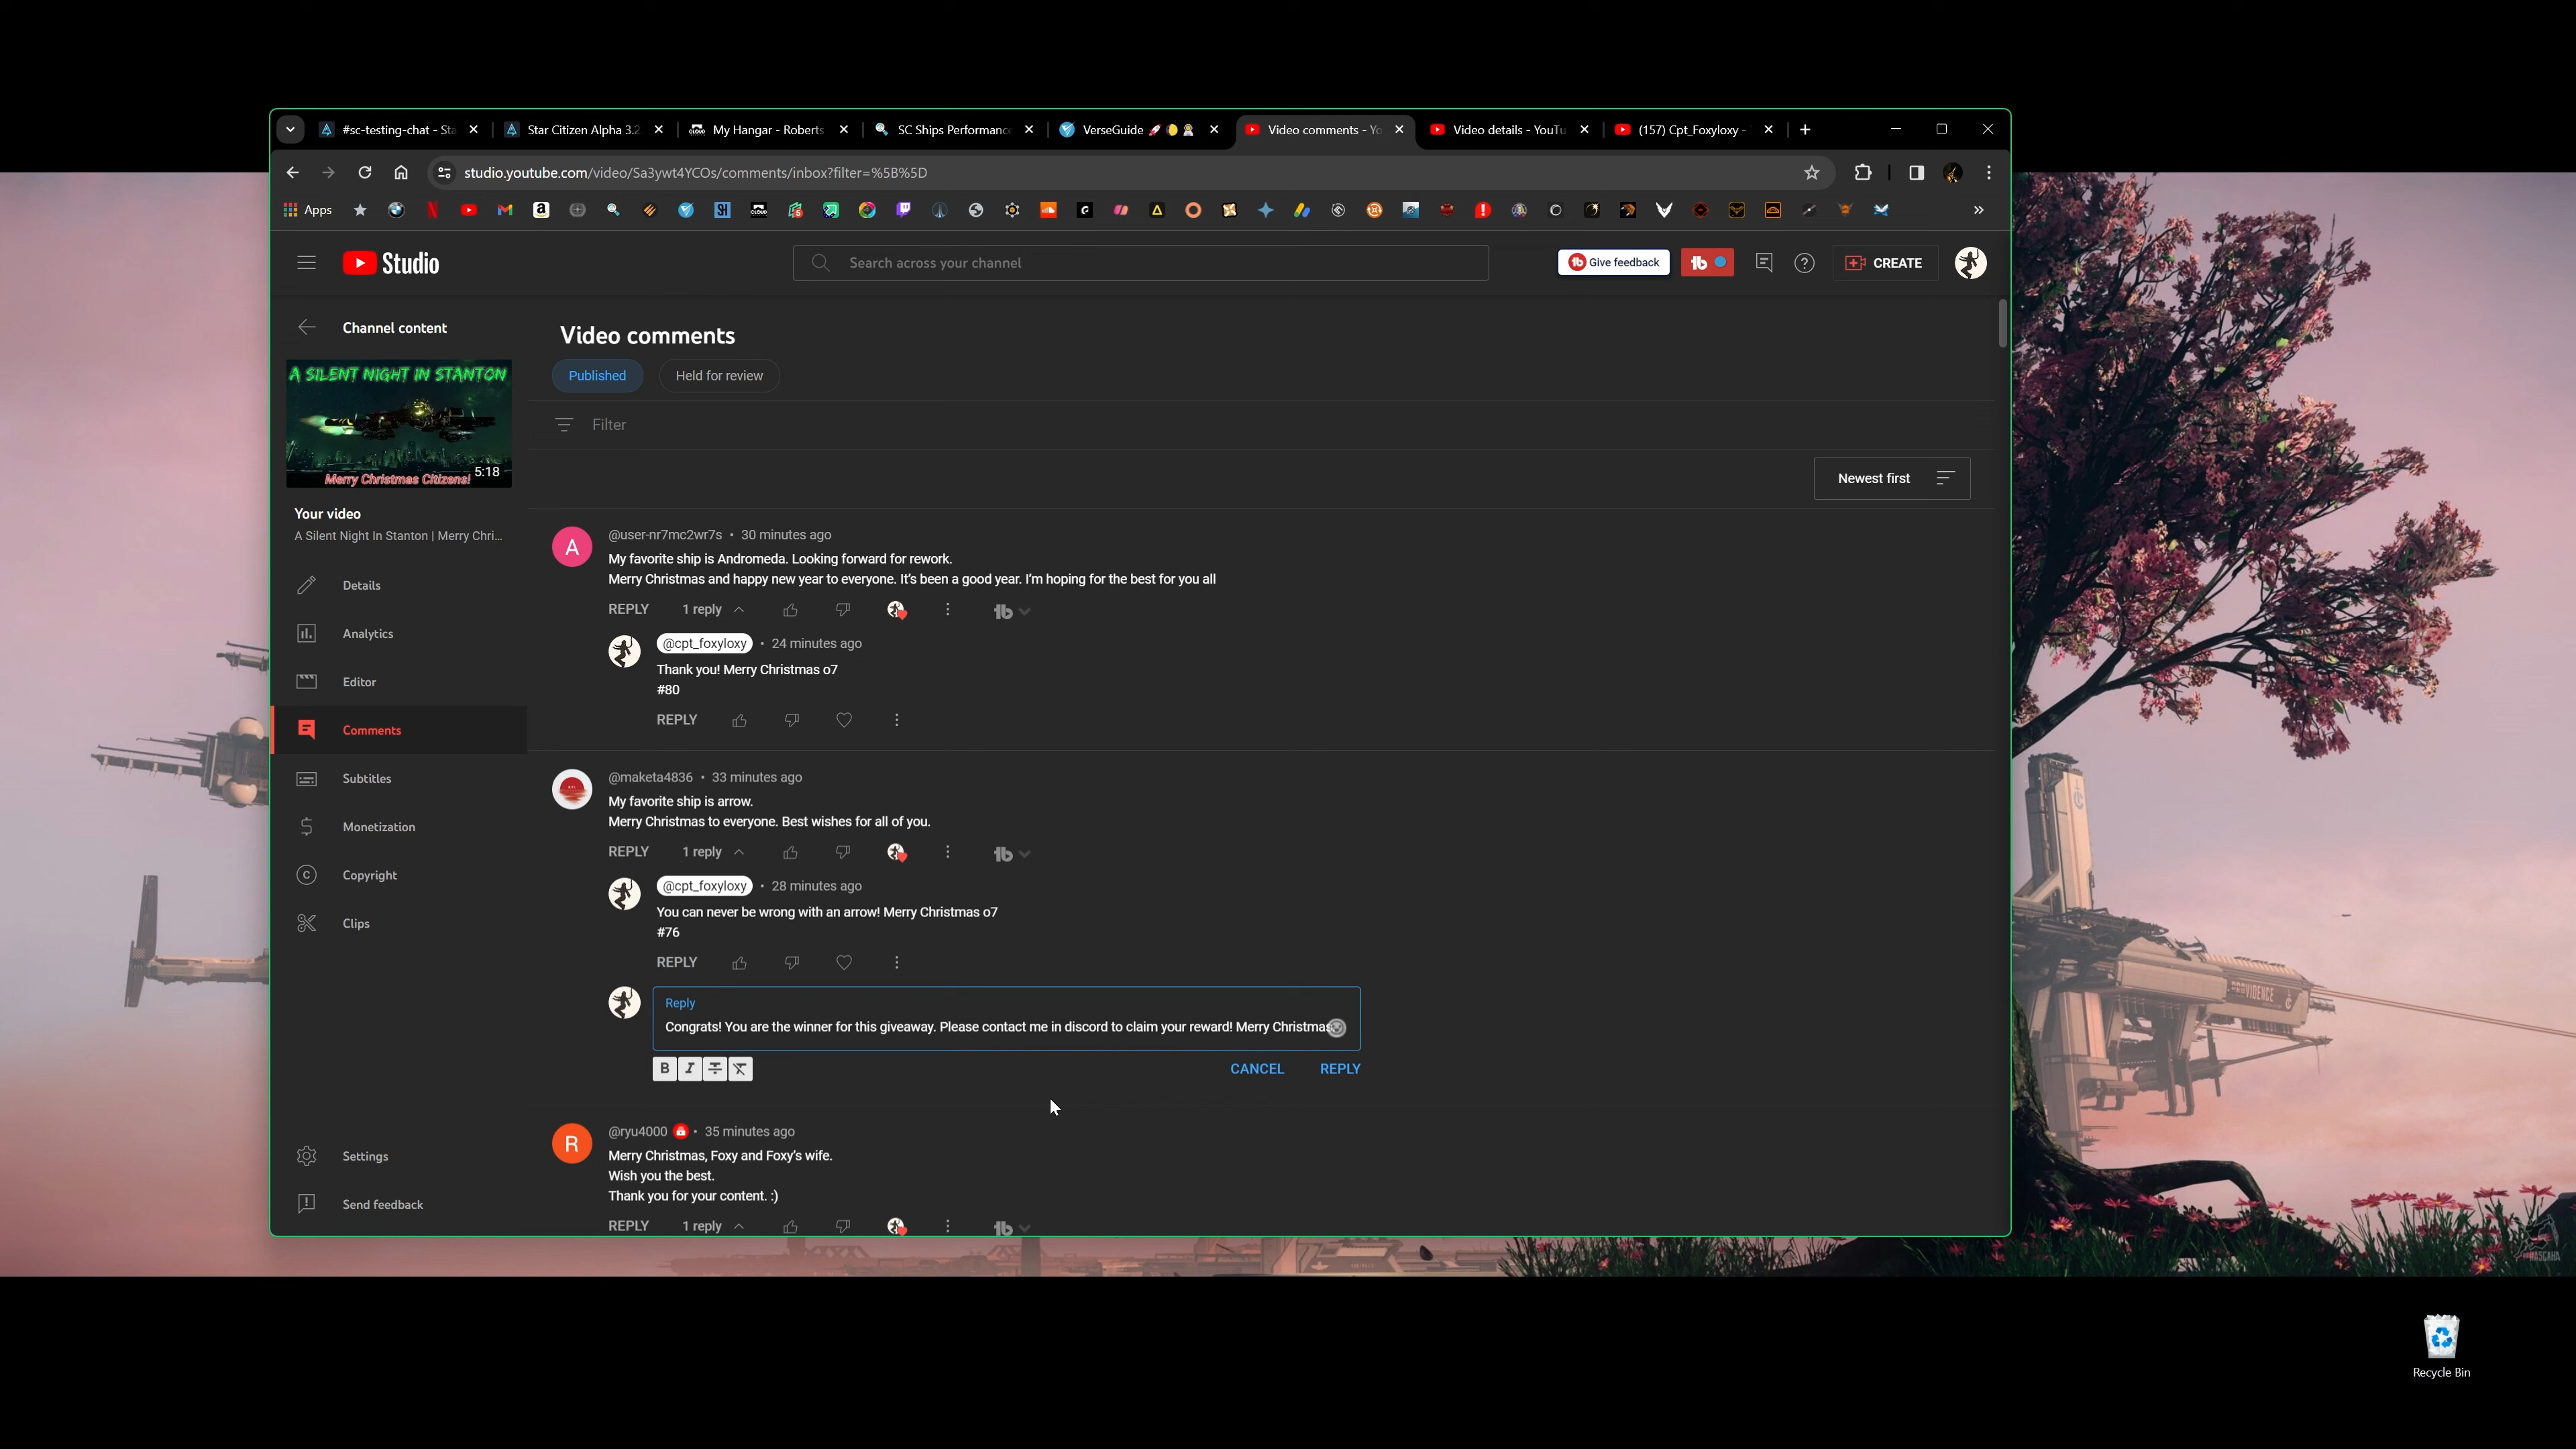 #sc-testing-chat - Sta
Star Citizen Alpha 3.2
My Hangar - Roberts
SC Ships Performanc
VerseGuide
Video comments - Yo
Video details - YouTu
(157) Cpt_Foxyloxy -
studio.youtube.com/video/Sa3ywt4YCOs/comments/inbox?filter=%5B%5D
Apps
Studio
Search across your channel
Give feedback
CREATE
Channel content
A SILENT NIGHT IN STANTON
5:18
Merry Christmas Citizens!
Your video
A Silent Night In Stanton | Merry Chri...
Details
Analytics
Editor
Comments
Subtitles
Monetization
Copyright
Clips
Settings
Send feedback
Video comments
Published
Held for review
Filter
Newest first
A
@user-nr7mc2wr7s • 30 minutes ago
My favorite ship is Andromeda. Looking forward for rework.
Merry Christmas and happy new year to everyone. It's been a good year. I'm hoping for the best for you all
REPLY 1 reply
@cpt_foxyloxy • 24 minutes ago
Thank you! Merry Christmas o7
#80
REPLY
@maketa4836 • 33 minutes ago
My favorite ship is arrow.
Merry Christmas to everyone. Best wishes for all of you.
REPLY 1 reply
@cpt_foxyloxy • 28 minutes ago
You can never be wrong with an arrow! Merry Christmas o7
#76
REPLY
Reply
Congrats! You are the winner for this giveaway. Please contact me in discord to claim your reward! Merry Christmas
B I
CANCEL REPLY
R
@ryu4000 • 35 minutes ago
Merry Christmas, Foxy and Foxy's wife.
Wish you the best.
Thank you for your content. :)
REPLY 1 reply
PROVIDENCE
Recycle Bin